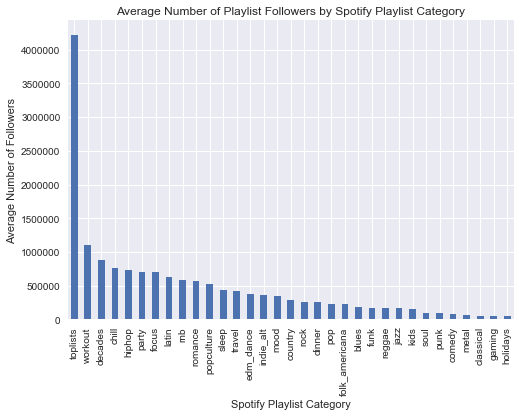 Average Number of Playlist Followers by Spotify Playlist Category
Average Number of Followers
4000000
3500000
3000000
2500000
2000000
1500000
1000000
500000
0
toplists
workout
decades
chill
hiphop
party
focus
latin
rnb
romance
popculture
sleep
travel
edm_dance
indie_alt
mood
country
rock
dinner
pop
folk_americana
blues
funk
reggae
jazz
kids
soul
punk
comedy
metal
classical
gaming
holidays
Spotify Playlist Category